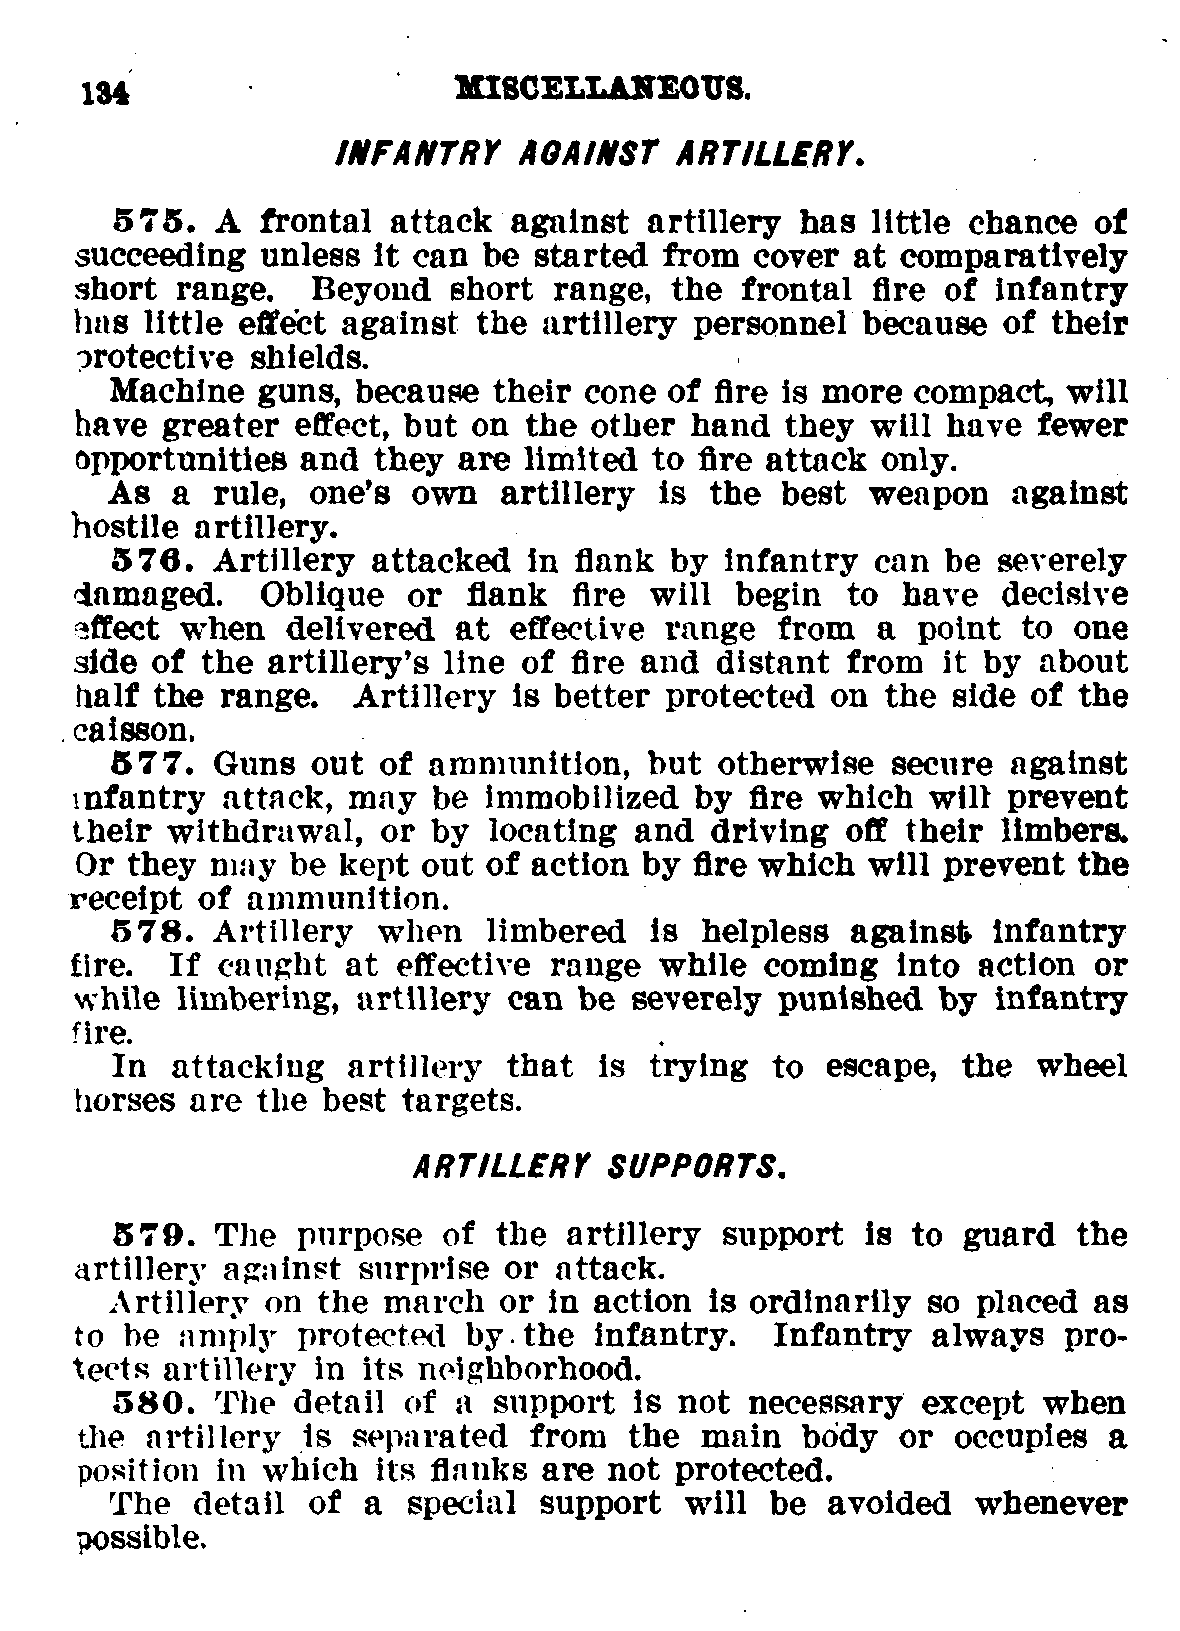 134 MISCELLANEOUS.
INFANTRY AGAINST ARTILLERY.
575. A frontal attack against artillery has little chance of
succeeding unless it can be started from cover at comparatively
short range. Beyond short range, the frontal fire of infantry
has little effect against the artillery personnel because of their
protective shields.
Machine guns, because their cone of fire is more compact, will
have greater effect, but on the other hand they will have fewer
opportunities and they are limited to fire attack only.
As a rule, one's own artillery is the best weapon against
hostile artillery.
576. Artillery attacked in flank by infantry can be severely
damaged. Oblique or flank fire will begin to have decisive
effect when delivered at effective range from a point to one
side of the artillery's line of fire and distant from it by about
half the range. Artillery is better protected on the side of the
caisson.
577. Guns out of ammunition, but otherwise secure against
infantry attack, may be immobilized by fire which will prevent
their withdrawal, or by locating and driving off their limbers.
Or they may be kept out of action by fire which will prevent the
receipt of ammunition.
578. Artillery when limbered is helpless against infantry
fire. If caught at effective range while coming into action or
while limbering, artillery can be severely punished by infantry
fire.
In attacking artillery that is trying to escape, the wheel
horses are the best targets.
ARTILLERY SUPPORTS.
579. The purpose of the artillery support is to guard the
artillery against surprise or attack.
Artillery on the march or in action is ordinarily so placed as
to be amply protected by the infantry. Infantry always pro-
tects artillery in its neighborhood.
580. The detail of a support is not necessary except when
the artillery is separated from the main body or occupies a
position in which its flanks are not protected.
The detail of a special support will be avoided whenever
possible.